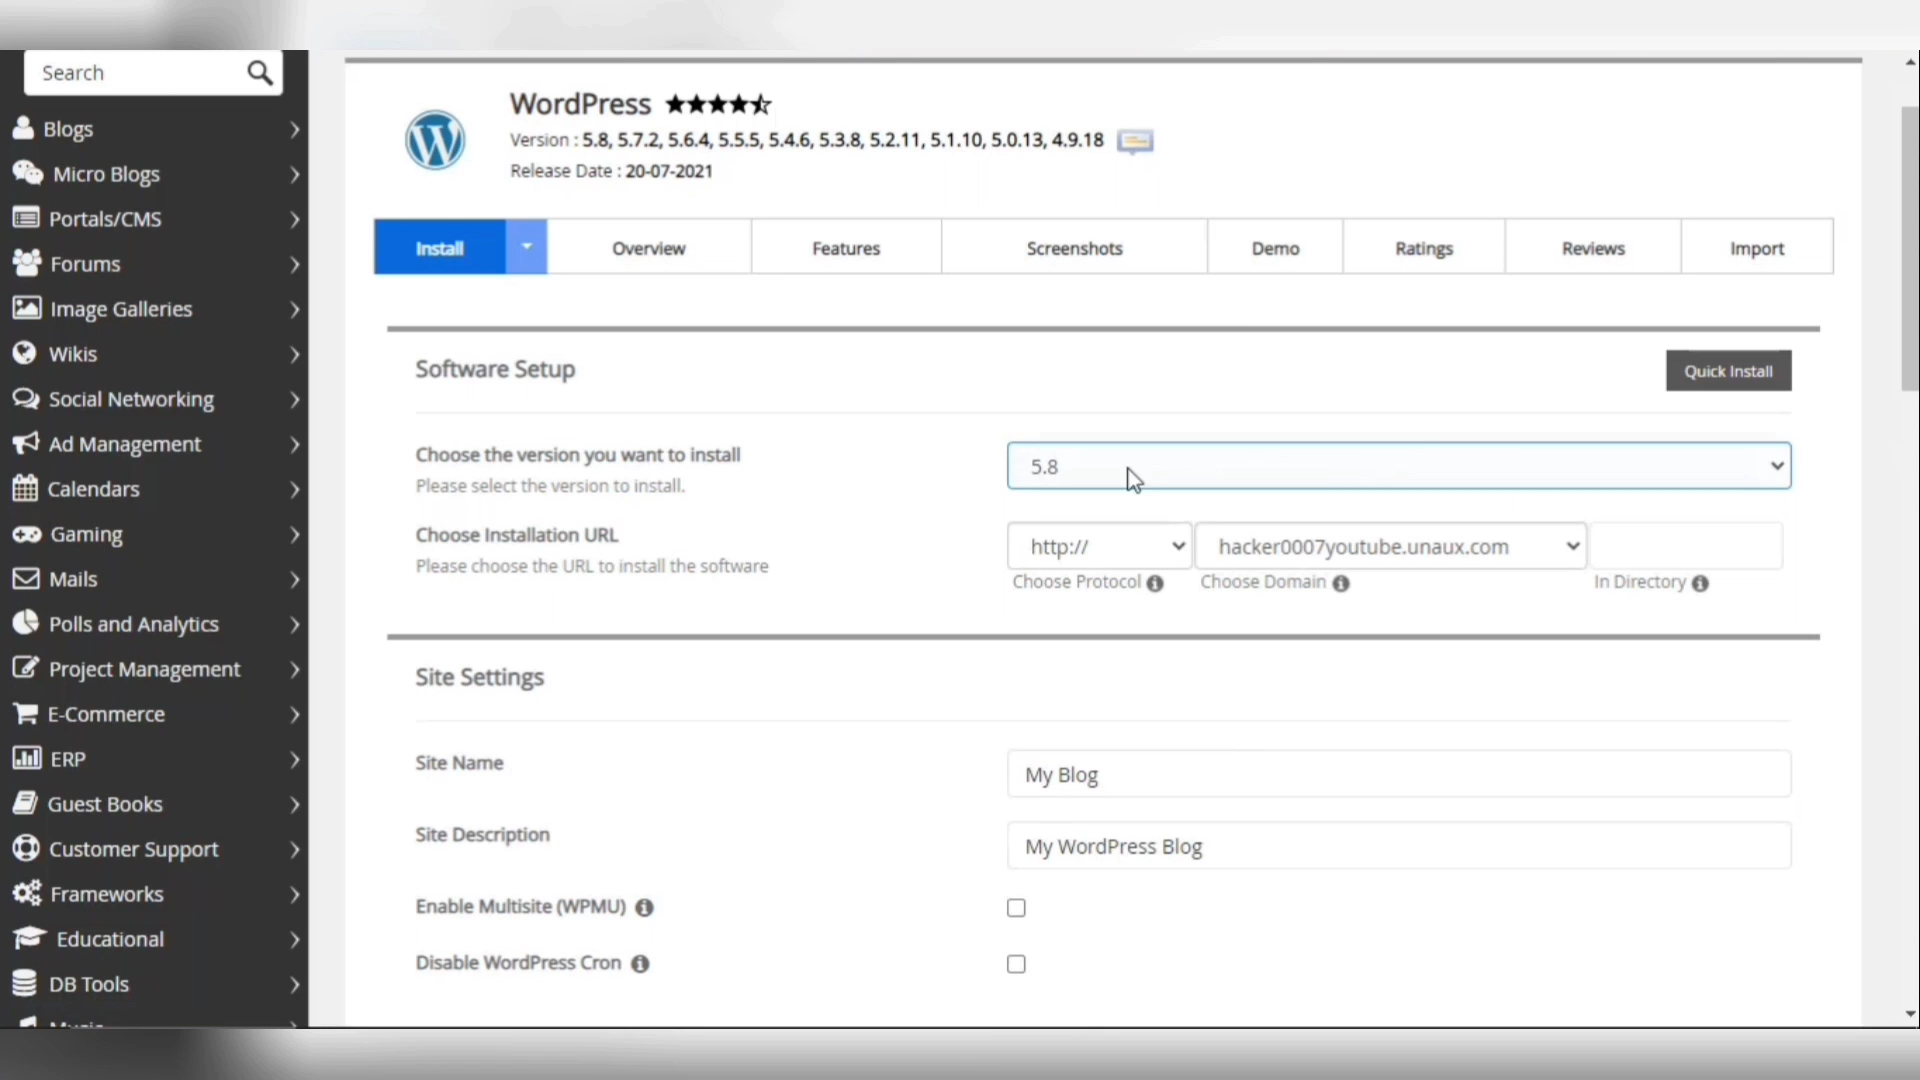 Search
Blogs
Micro Blogs
Portals/CMS
Forums
Image Galleries
Wikis
Social Networking
Ad Management
Calendars
Gaming
Mails
Polls and Analytics
Project Management
E-Commerce
ERP
Guest Books
Customer Support
Frameworks
Educational
DB Tools
WordPress
Version : 5.8, 5.7.2, 5.6.4, 5.5.5, 5.4.6, 5.3.8, 5.2.11, 5.1.10, 5.0.13, 4.9.18
Release Date : 20-07-2021
Install Overview Features Screenshots Demo Ratings Reviews Import
Software Setup
Quick Install
Choose the version you want to install
Please select the version to install.
5.8
Choose Installation URL
Please choose the URL to install the software
http:// hacker0007youtube.unaux.com
Choose Protocol Choose Domain In Directory
Site Settings
Site Name
My Blog
Site Description
My WordPress Blog
Enable Multisite (WPMU)
Disable WordPress Cron